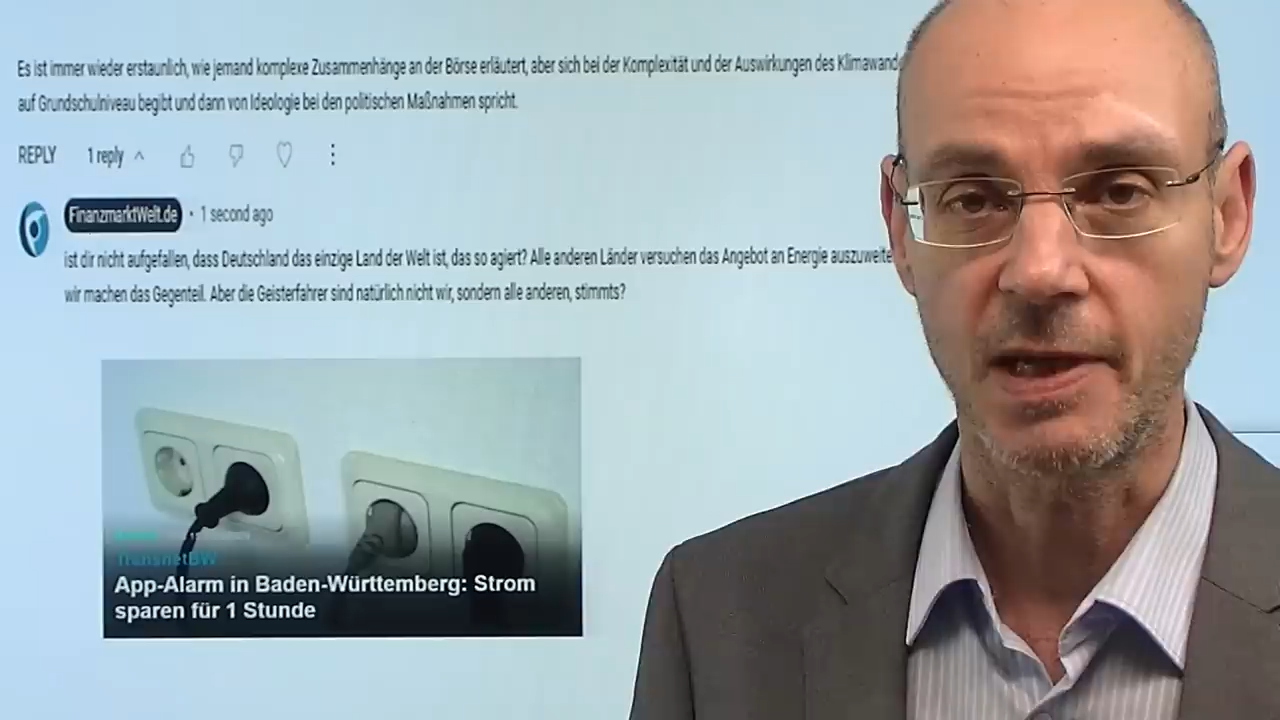 Es ist immer wieder erstaunlich, wie jemand komplexe Zusammenhänge an der Börse erläutert, aber sich bei der Komplexität und der Auswirkungen des Klimawand
auf Grundschulniveau begibt und dann von Ideologie bei den politischen Maßnahmen spricht.
REPLY 1 reply
FinanzmarktWelt.de • 1 second ago
ist dir nicht aufgefallen, dass Deutschland das einzige Land der Welt ist, das so agiert? Alle anderen Länder versuchen das Angebot an Energie auszuweite
wir machen das Gegenteil. Aber die Geisterfahrer sind natürlich nicht wir, sondern alle anderen, stimmts?
TransnetBW
App-Alarm in Baden-Württemberg: Strom
sparen für 1 Stunde